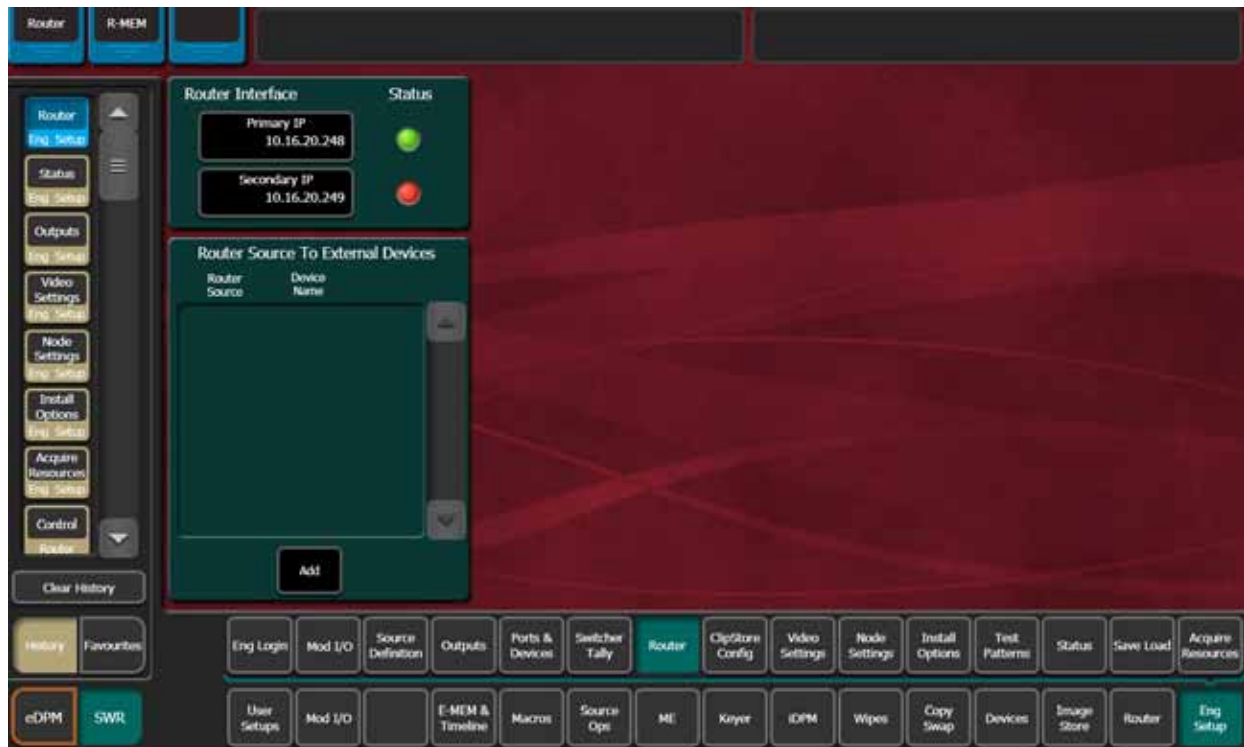 Router
R-MEM
Router
Eng Setup
Status
Eng Setup
Outputs
Eng Setup
Video
Settings
Eng Setup
Node
Settings
Eng Setup
Install
Options
Eng Setup
Acquire
Resources
Eng Setup
Control
Router
Clear History
History
Favourites
eDPM
SWR
Router Interface
Status
Primary IP
10.16.20.248
Secondary IP
10.16.20.249
Router Source To External Devices
Router
Source
Device
Name
Add
Eng Login
Mod I/O
Source
Definition
Outputs
Ports &
Devices
Switcher
Tally
Router
ClipStore
Config
Video
Settings
Node
Settings
Install
Options
Test
Patterns
Status
Save Load
Acquire
Resources
User
Setups
Mod I/O
E-MEM &
Timeline
Macros
Source
Ops
ME
Keyer
iDPM
Wipes
Copy
Swap
Devices
Image
Store
Router
Eng
Setup